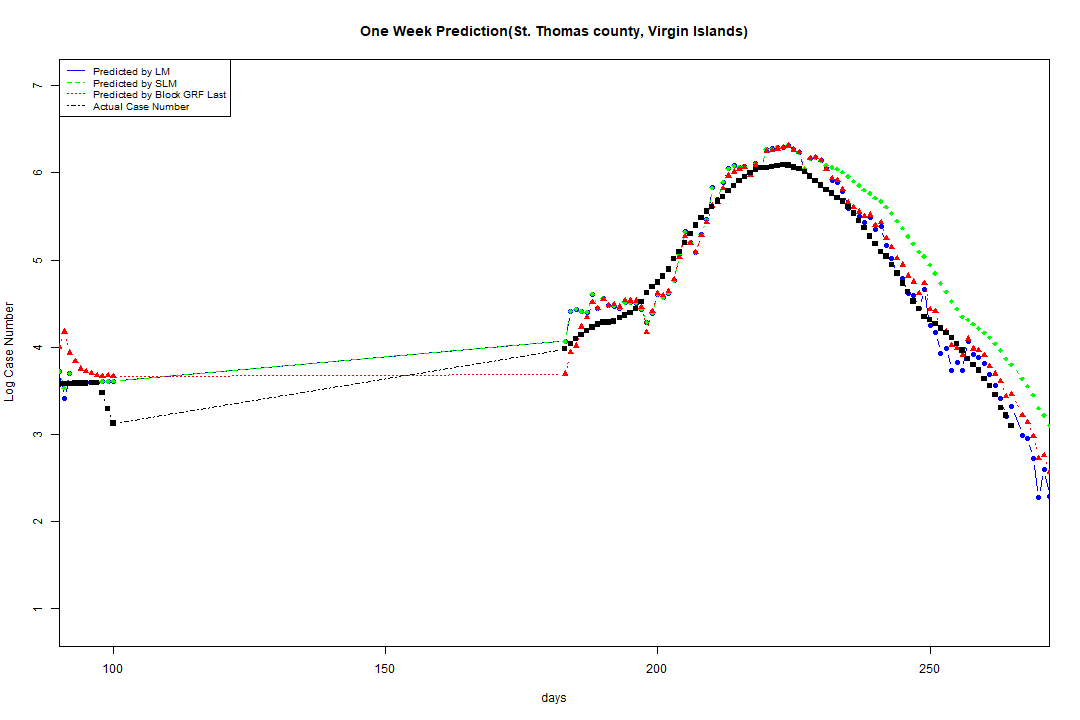 One Week Prediction(St. Thomas county, Virgin Islands)
Predicted by LM
Predicted by SLM
Predicted by Block GRF Last
Actual Case Number
Log Case Number
7
6
5
4
3
2
1
100
150
200
250
days